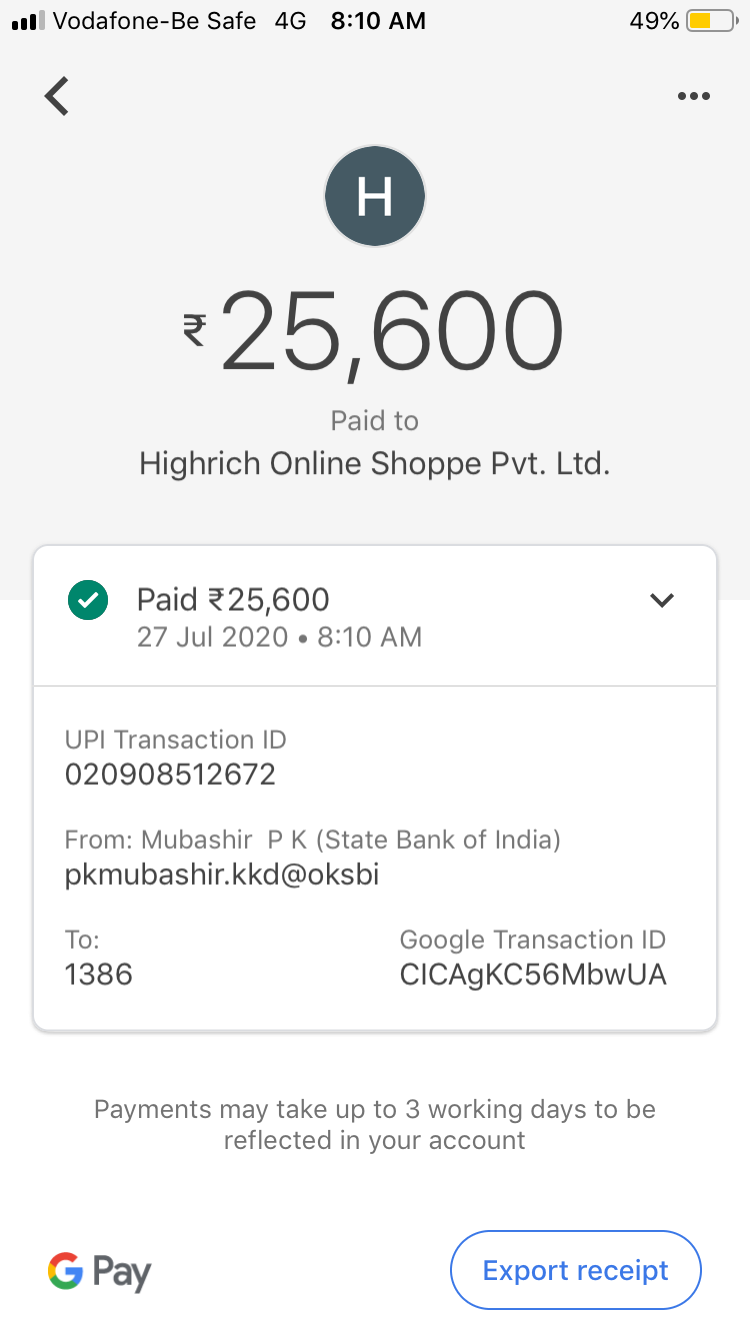 Vodafone-Be Safe 4G 8:10 AM 49%
H
₹25,600
Paid to
Highrich Online Shoppe Pvt. Ltd.
Paid ₹25,600
27 Jul 2020 • 8:10 AM
UPI Transaction ID
020908512672
From: Mubashir  P K (State Bank of India)
pkmubashir.kkd@oksbi
To: Google Transaction ID
1386 CICAgKC56MbwUA
Payments may take up to 3 working days to be
reflected in your account
G Pay Export receipt